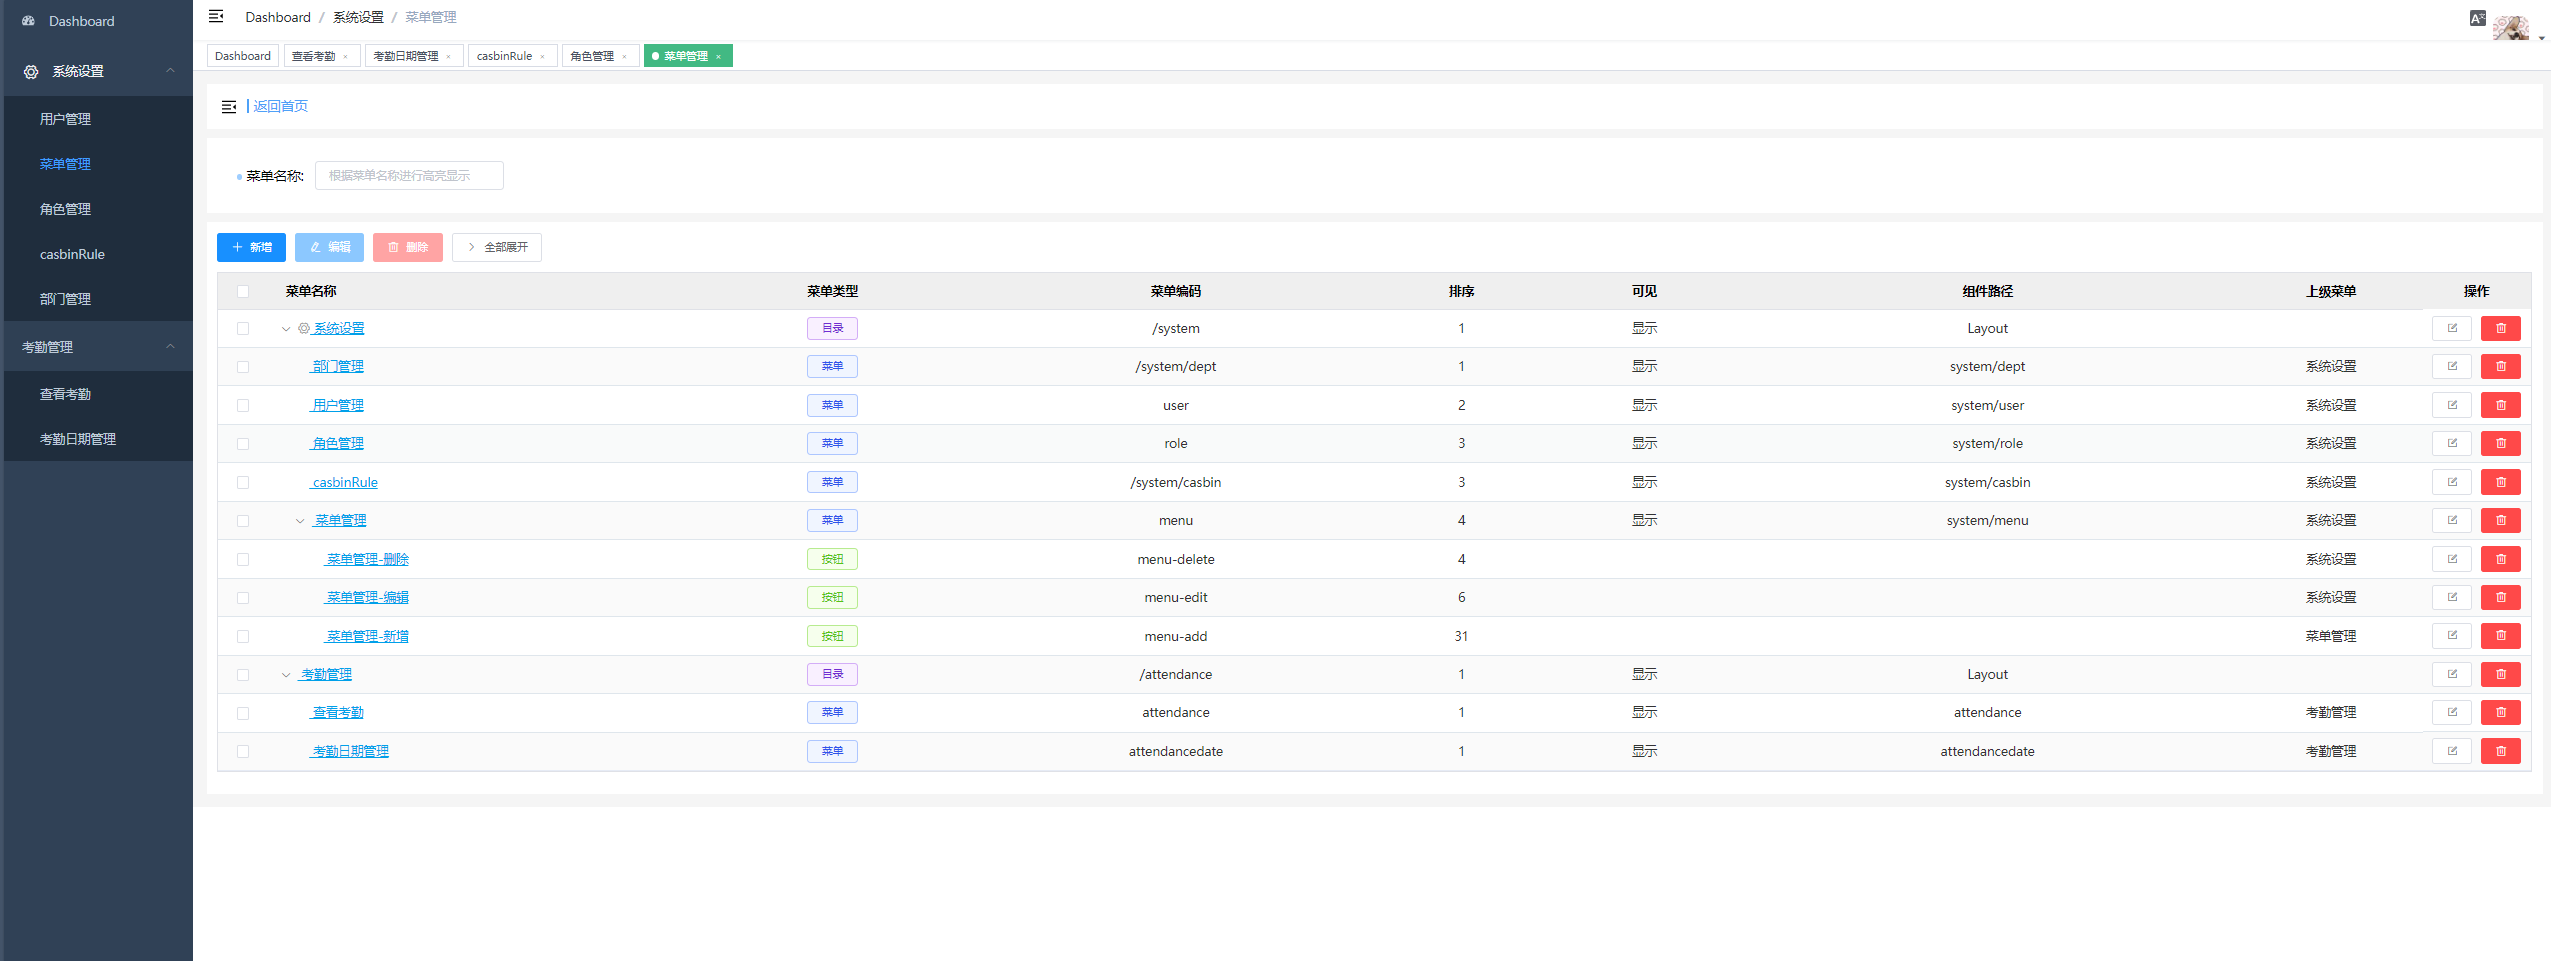 Dashboard
系统设置
用户管理
菜单管理
角色管理
casbinRule
部门管理
考勤管理
查看考勤
考勤日期管理
Dashboard / 系统设置 / 菜单管理
Dashboard 查看考勤 × 考勤日期管理 × casbinRule × 角色管理 × 菜单管理 ×
返回首页
菜单名称: 根据菜单名称进行高亮显示
新增 编辑 删除 全部展开
菜单名称 菜单类型 菜单编码 排序 可见 组件路径 上级菜单 操作
系统设置 目录 /system 1 显示 Layout
部门管理 菜单 /system/dept 1 显示 system/dept 系统设置
用户管理 菜单 user 2 显示 system/user 系统设置
角色管理 菜单 role 3 显示 system/role 系统设置
casbinRule 菜单 /system/casbin 3 显示 system/casbin 系统设置
菜单管理 菜单 menu 4 显示 system/menu 系统设置
菜单管理-删除 按钮 menu-delete 4 系统设置
菜单管理-编辑 按钮 menu-edit 6 系统设置
菜单管理-新增 按钮 menu-add 31 菜单管理
考勤管理 目录 /attendance 1 显示 Layout
查看考勤 菜单 attendance 1 显示 attendance 考勤管理
考勤日期管理 菜单 attendancedate 1 显示 attendancedate 考勤管理